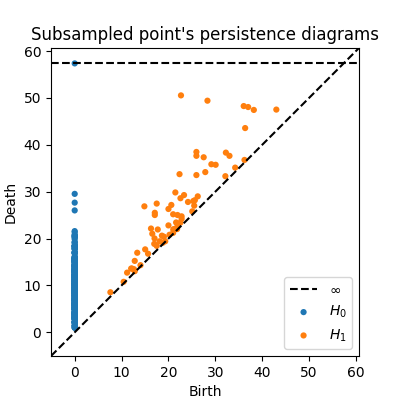 Subsampled point's persistence diagrams
60
50
40
30
20
10
0
Death
0 10 20 30 40 50 60
Birth
∞
H₀
H₁